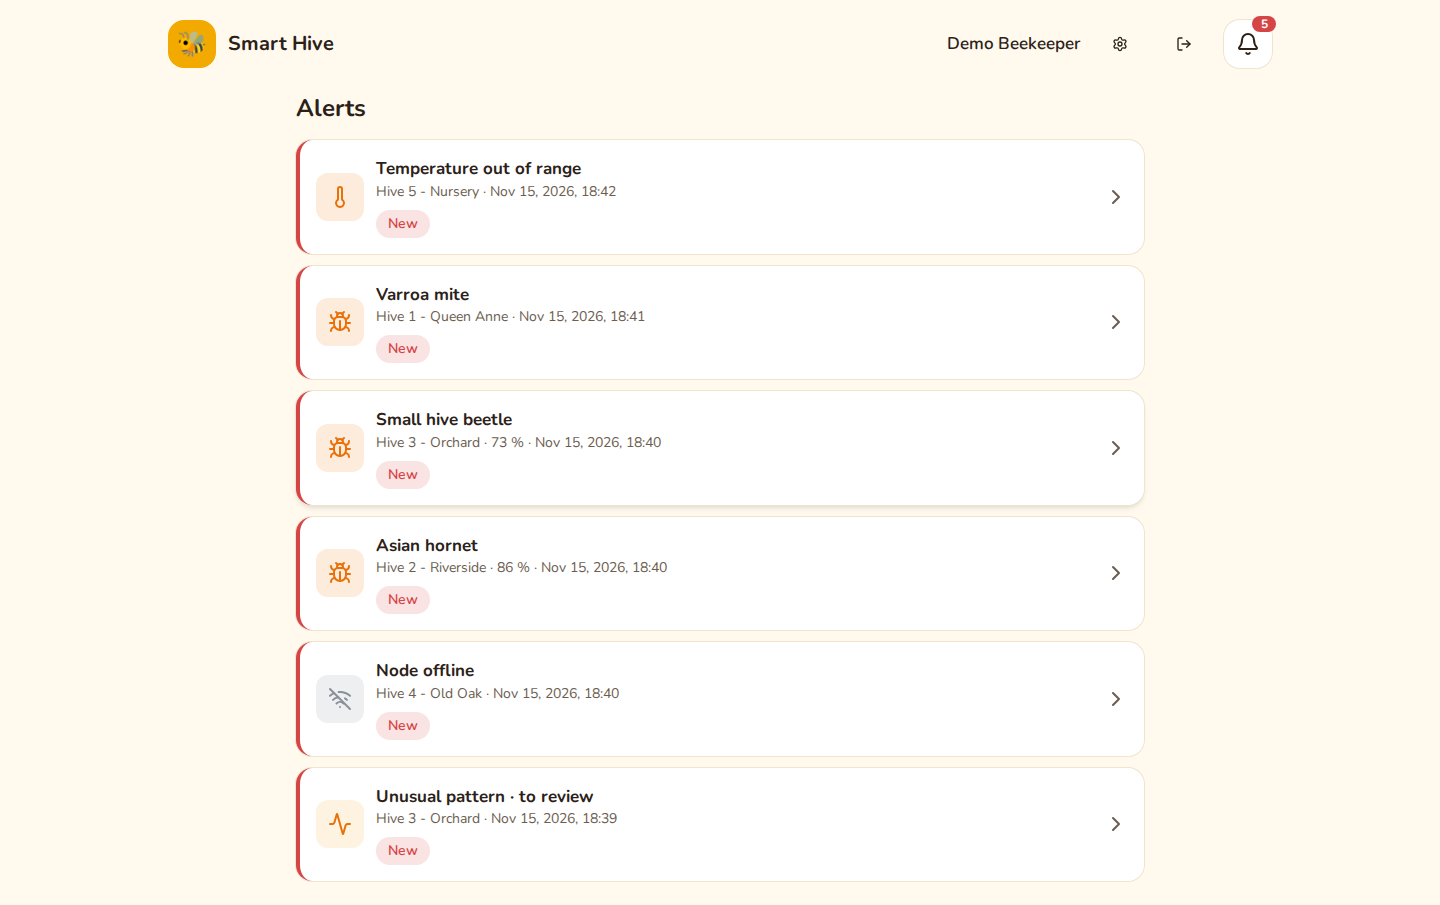 Smart Hive
Demo Beekeeper
5
Alerts
Temperature out of range
Hive 5 - Nursery · Nov 15, 2026, 18:42
New
Varroa mite
Hive 1 - Queen Anne · Nov 15, 2026, 18:41
New
Small hive beetle
Hive 3 - Orchard · 73 % · Nov 15, 2026, 18:40
New
Asian hornet
Hive 2 - Riverside · 86 % · Nov 15, 2026, 18:40
New
Node offline
Hive 4 - Old Oak · Nov 15, 2026, 18:40
New
Unusual pattern · to review
Hive 3 - Orchard · Nov 15, 2026, 18:39
New